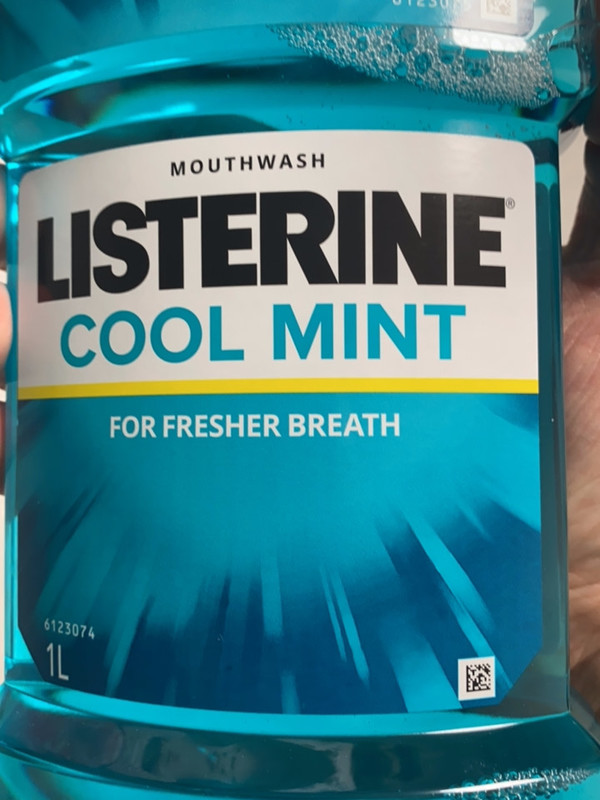 MOUTHWASH
LISTERINE®
COOL MINT
FOR FRESHER BREATH
6123074
1L